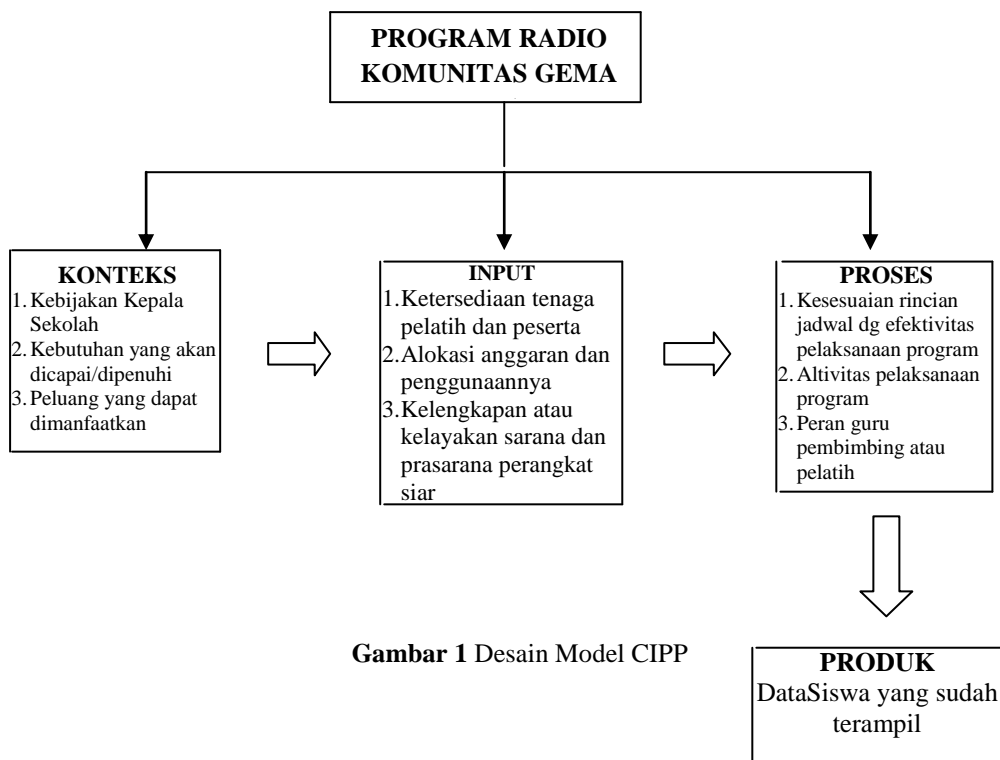 PROGRAM RADIO
KOMUNITAS GEMA
KONTEKS
1. Kebijakan Kepala
Sekolah
2. Kebutuhan yang akan
dicapai/dipenuhi
3. Peluang yang dapat
dimanfaatkan
INPUT
1. Ketersediaan tenaga
pelatih dan peserta
2. Alokasi anggaran dan
penggunaannya
3. Kelengkapan atau
kelayakan sarana dan
prasarana perangkat
siar
PROSES
1. Kesesuaian rincian
jadwal dg efektivitas
pelaksanaan program
2. Altivitas pelaksanaan
program
3. Peran guru
pembimbing atau
pelatih
Gambar 1 Desain Model CIPP
PRODUK
DataSiswa yang sudah
terampil